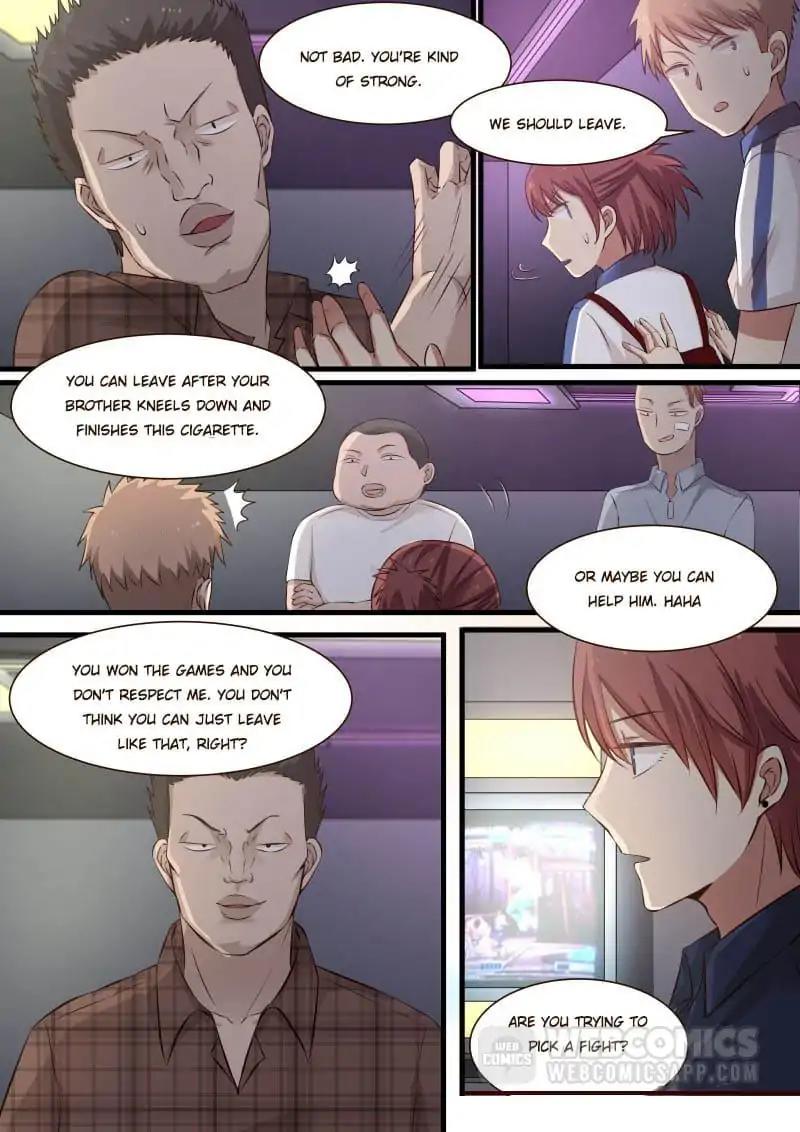 NOT BAD. YOU'RE KIND
OF STRONG.
WE SHOULD LEAVE.
YOU CAN LEAVE AFTER YOUR
BROTHER KNEELS DOWN AND
FINISHES THIS CIGARETTE.
OR MAYBE YOU CAN
HELP HIM. HAHA
YOU WON THE GAMES AND YOU
DON'T RESPECT ME. YOU DON'T
THINK YOU CAN JUST LEAVE
LIKE THAT, RIGHT?
ARE YOU TRYING TO
PICK A FIGHT?
WEB
COMICS
WEBCOMICS
WEBCOMICSAPP.COM